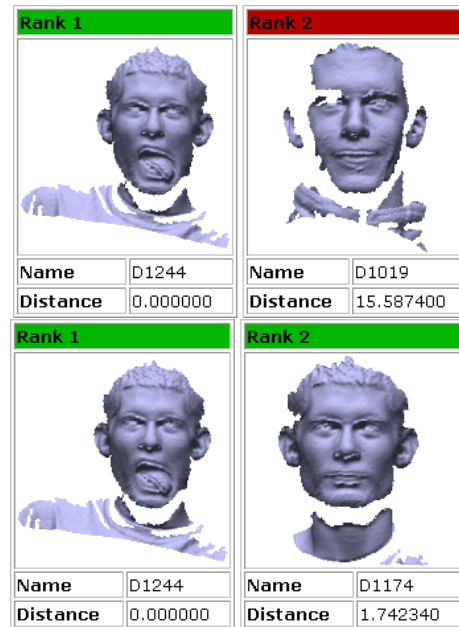 Rank 1 Rank 2
Name D1244 Name D1019
Distance 0.000000 Distance 15.587400
Rank 1 Rank 2
Name D1244 Name D1174
Distance 0.000000 Distance 1.742340